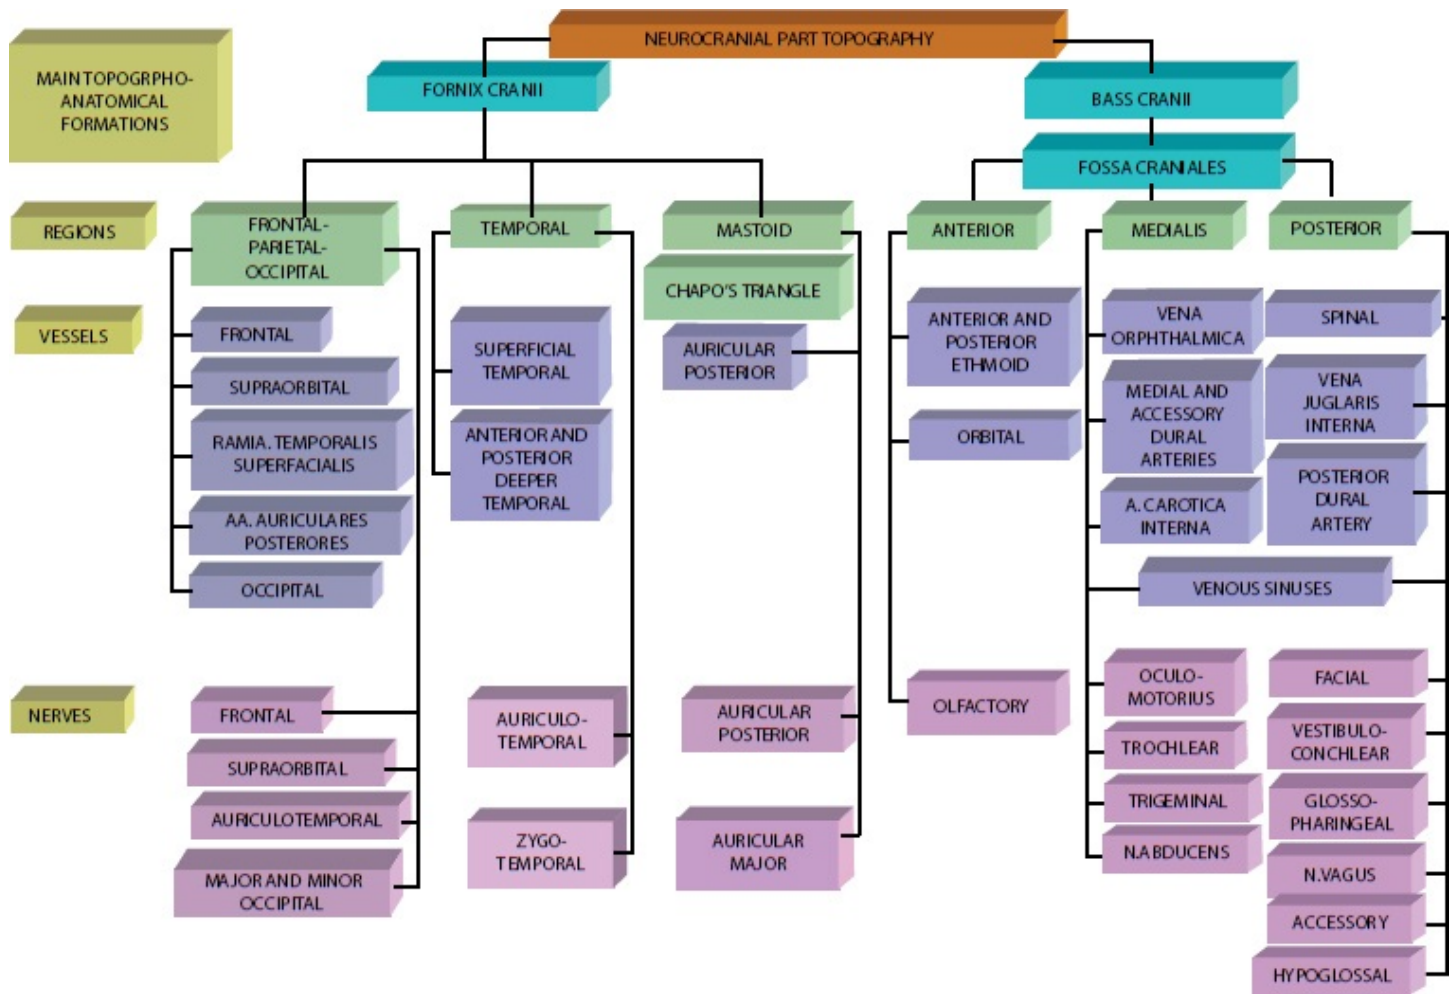 NEUROCRANIAL PART TOPOGRAPHY
MAIN TOPOGRPHO-
ANATOMICAL
FORMATIONS
FORNIX CRANII
BASS CRANII
FOSSA CRANIALES
REGIONS
FRONTAL-
PARIETAL-
OCCIPITAL
TEMPORAL
MASTOID
CHAPO'S TRIANGLE
ANTERIOR
MEDIALIS
POSTERIOR
VESSELS
FRONTAL
SUPRAORBITAL
RAMIA. TEMPORALIS
SUPERFACIALIS
AA. AURICULARES
POSTERORES
OCCIPITAL
SUPERFICIAL
TEMPORAL
ANTERIOR AND
POSTERIOR
DEEPER
TEMPORAL
AURICULAR
POSTERIOR
ANTERIOR AND
POSTERIOR
ETHMOID
ORBITAL
VENA
ORPHTHALMICA
MEDIAL AND
ACCESSORY
DURAL
ARTERIES
A. CAROTICA
INTERNA
SPINAL
VENA
JUGLARIS
INTERNA
POSTERIOR
DURAL
ARTERY
VENOUS SINUSES
NERVES
FRONTAL
SUPRAORBITAL
AURICULOTEMPORAL
MAJOR AND MINOR
OCCIPITAL
AURICULO-
TEMPORAL
ZYGO-
TEMPORAL
AURICULAR
POSTERIOR
AURICULAR
MAJOR
OLFACTORY
OCULO-
MOTORIUS
TROCHLEAR
TRIGEMINAL
N.ABDUCENS
FACIAL
VESTIBULO-
CONCHLEAR
GLOSSO-
PHARINGEAL
N.VAGUS
ACCESSORY
HYPOGLOSSAL